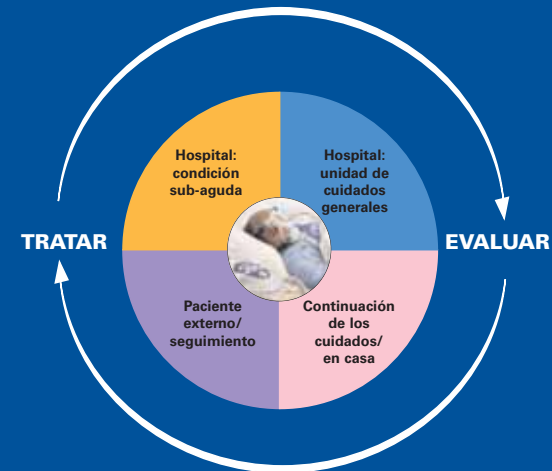 Hospital:
condición
sub-aguda
Hospital:
unidad de
cuidados
generales
TRATAR
EVALUAR
Paciente
externo/
seguimiento
Continuación
de los
cuidados/
en casa